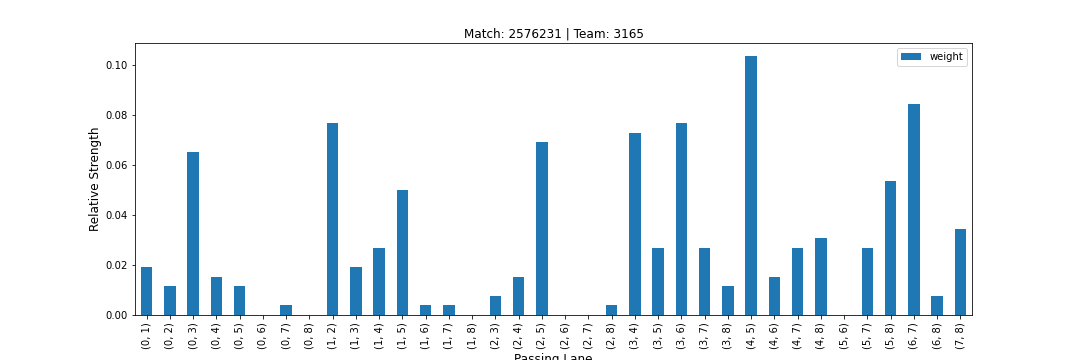 Match: 2576231 | Team: 3165
weight
Relative Strength
0.10
0.08
0.06
0.04
0.02
0.00
(0, 1) (0, 2) (0, 3) (0, 4) (0, 5) (0, 6) (0, 7) (0, 8) (1, 2) (1, 3) (1, 4) (1, 5) (1, 6) (1, 7) (1, 8) (2, 3) (2, 4) (2, 5) (2, 6) (2, 7) (2, 8) (3, 4) (3, 5) (3, 6) (3, 7) (3, 8) (4, 5) (4, 6) (4, 7) (4, 8) (5, 6) (5, 7) (5, 8) (6, 7) (6, 8) (7, 8)
Passing Lane